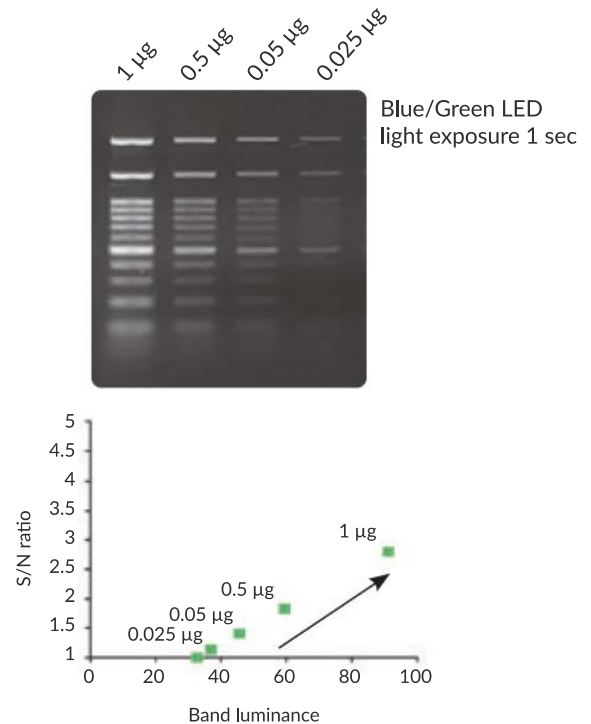 1 µg
0.5 µg
0.05 µg
0.025 µg
Blue/Green LED
light exposure 1 sec
5
4.5
4
3.5
3
2.5
2
1.5
1
S/N ratio
1 µg
0.5 µg
0.05 µg
0.025 µg
0 20 40 60 80 100
Band luminance